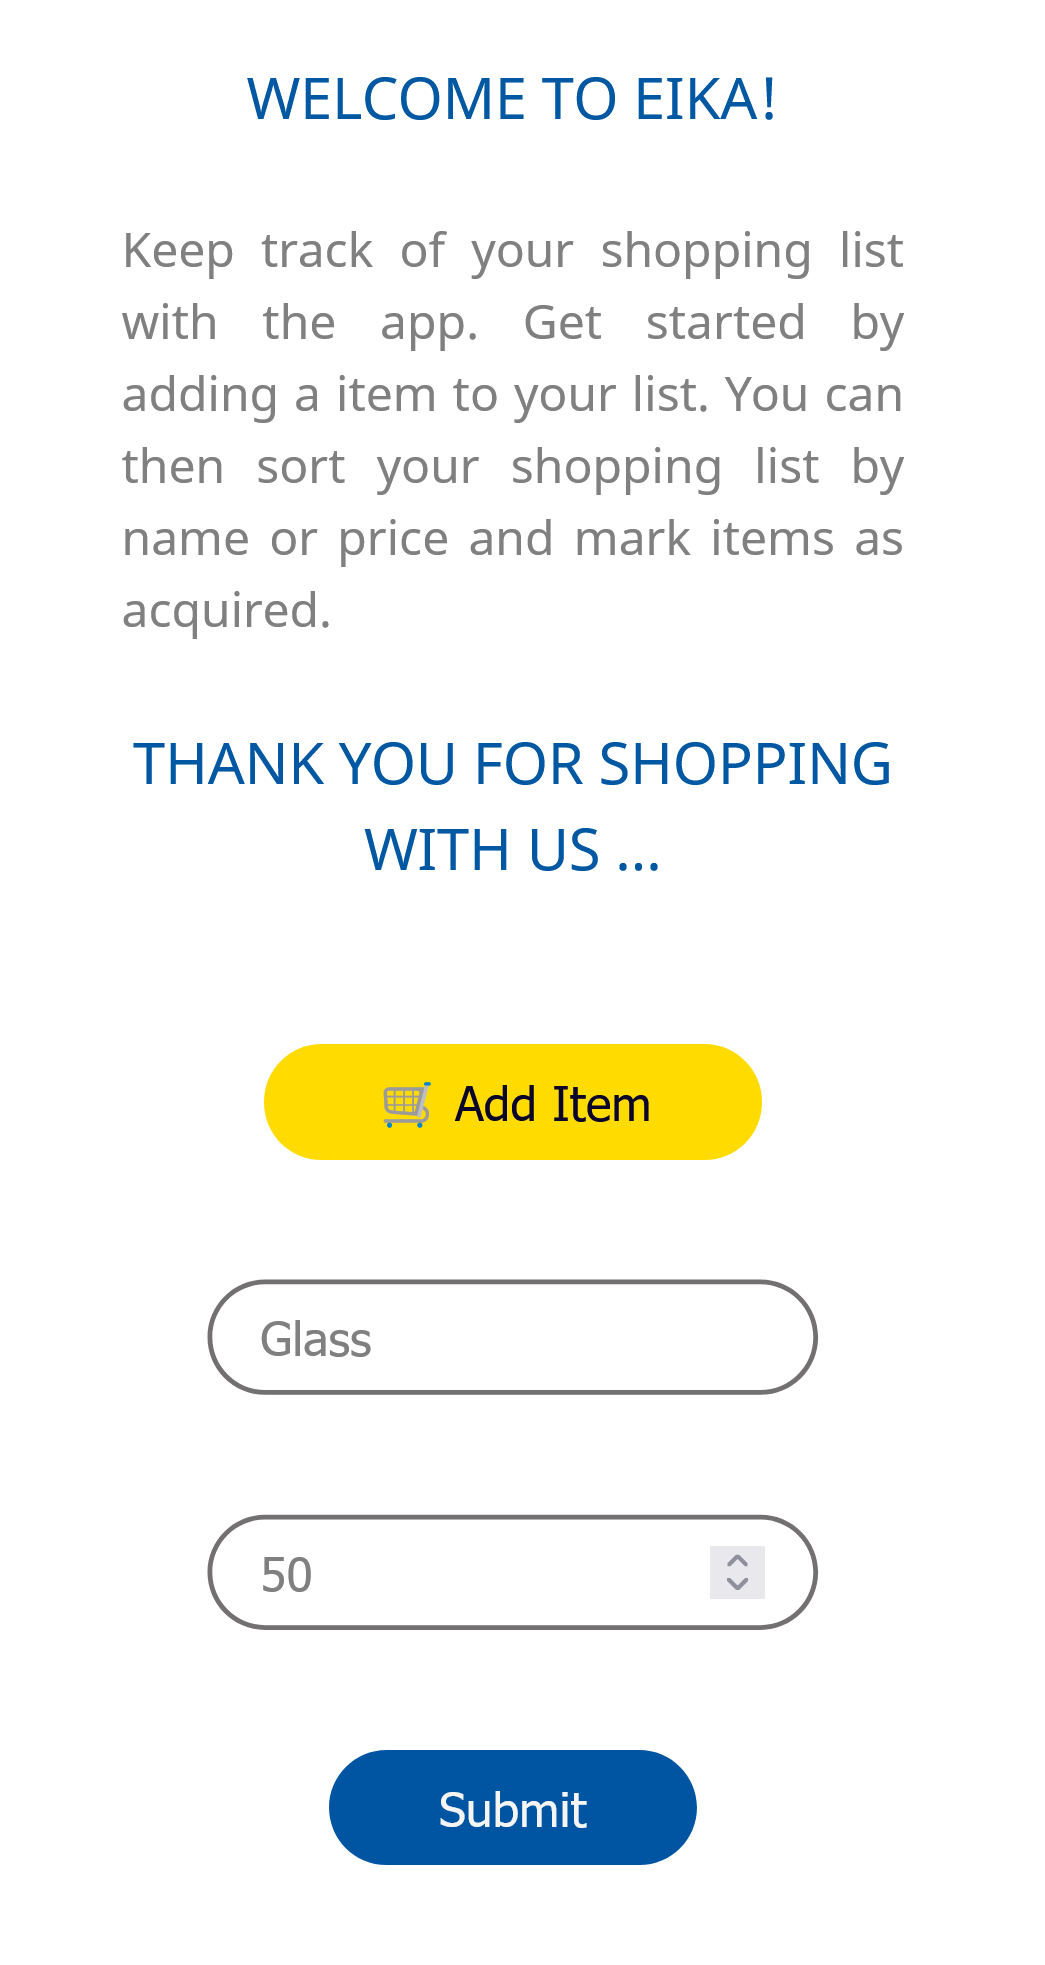 WELCOME TO EIKA!
Keep track of your shopping list
with the app. Get started by
adding a item to your list. You can
then sort your shopping list by
name or price and mark items as
acquired.
THANK YOU FOR SHOPPING
WITH US ...
Add Item
Glass
50
Submit